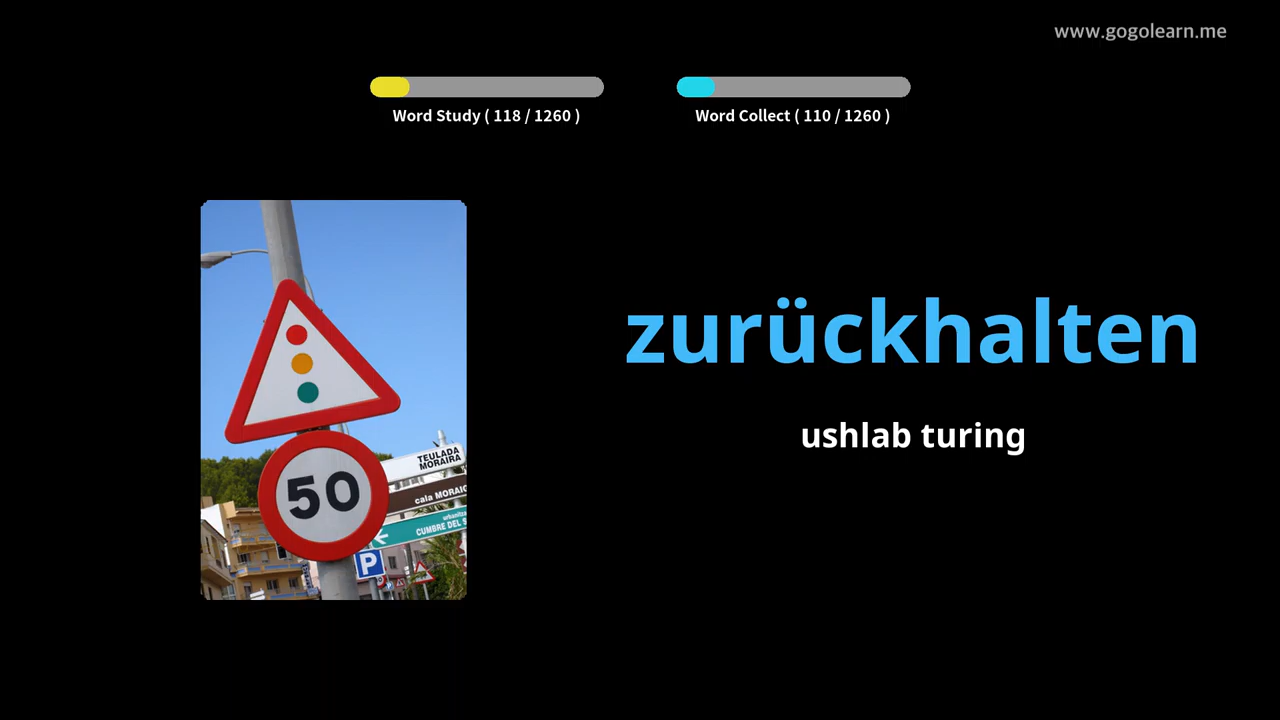 www.gogolearn.me
Word Study ( 118 / 1260 )
Word Collect ( 110 / 1260 )
zurückhalten
ushlab turing
50
TEULADA
MORAIRA
cala MORAIG
CUMBRE DEL S
P